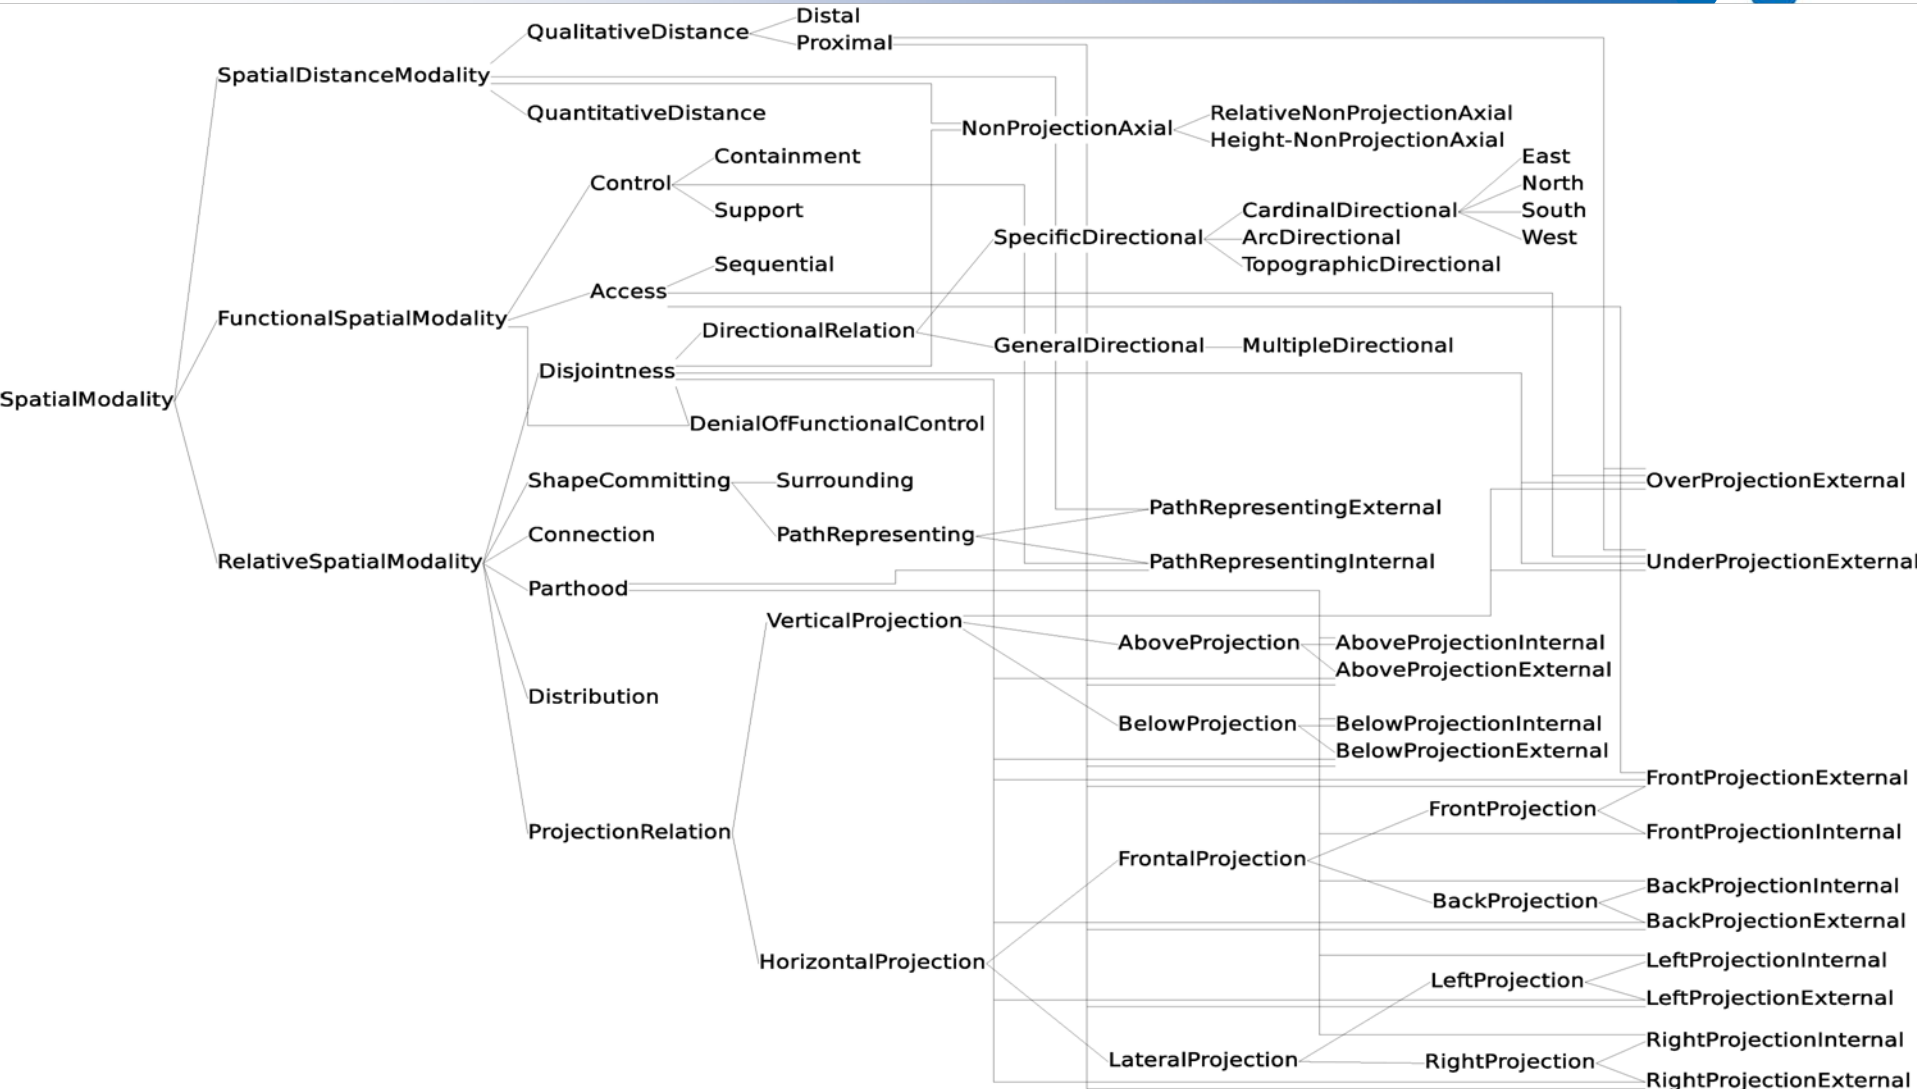 Distal
QualitativeDistance
Proximal
SpatialDistanceModality
QuantitativeDistance
RelativeNonProjectionAxial
NonProjectionAxial
Height-NonProjectionAxial
Containment
East
Control
North
Support
CardinalDirectional
South
SpecificDirectional
ArcDirectional
West
Sequential
TopographicDirectional
Access
FunctionalSpatialModality
DirectionalRelation
GeneralDirectional
MultipleDirectional
Disjointness
SpatialModality
DenialOfFunctionalControl
ShapeCommitting
Surrounding
OverProjectionExternal
PathRepresentingExternal
Connection
PathRepresenting
RelativeSpatialModality
PathRepresentingInternal
UnderProjectionExternal
Parthood
VerticalProjection
AboveProjection
AboveProjectionInternal
AboveProjectionExternal
Distribution
BelowProjection
BelowProjectionInternal
BelowProjectionExternal
FrontProjectionExternal
FrontProjection
ProjectionRelation
FrontProjectionInternal
FrontalProjection
BackProjectionInternal
BackProjection
BackProjectionExternal
HorizontalProjection
LeftProjectionInternal
LeftProjection
LeftProjectionExternal
RightProjectionInternal
LateralProjection
RightProjection
RightProjectionExternal